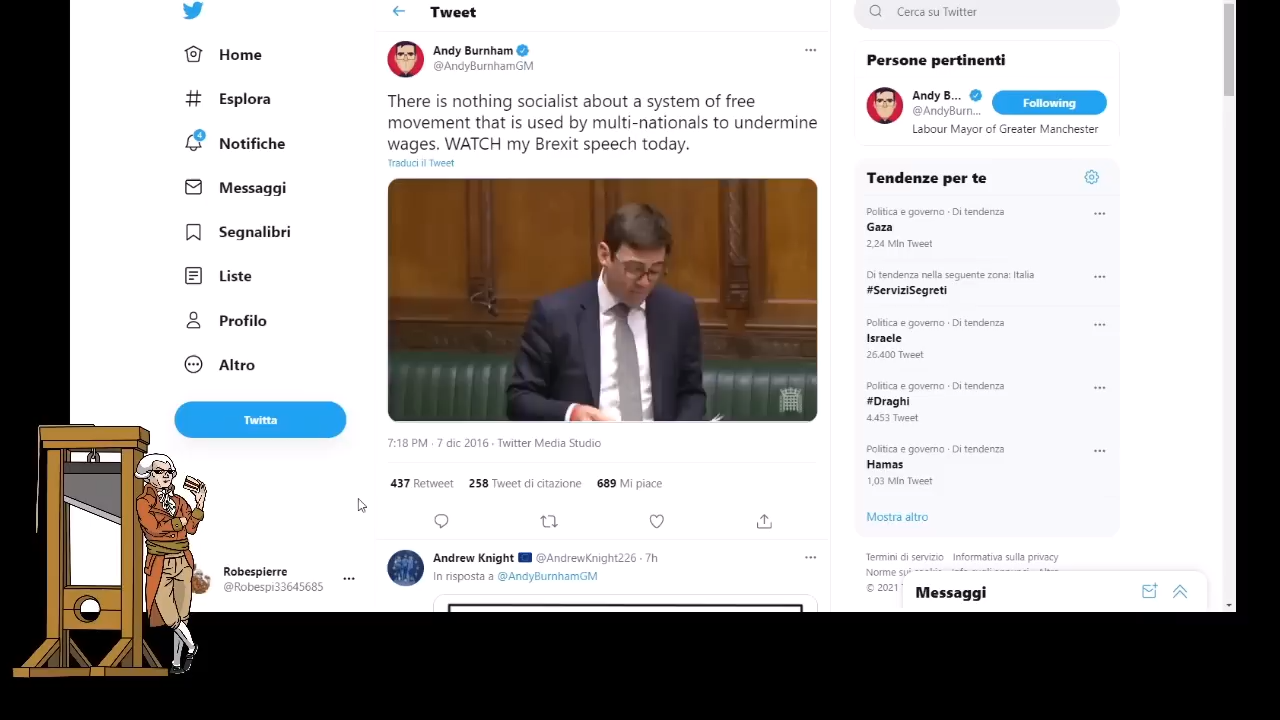 Home
Esplora
4
Notifiche
Messaggi
Segnalibri
Liste
Profilo
Altro
Twitta
Robespierre
@Robespi33645685
Tweet
Andy Burnham
@AndyBurnhamGM
There is nothing socialist about a system of free
movement that is used by multi-nationals to undermine
wages. WATCH my Brexit speech today.
Traduci il Tweet
7:18 PM · 7 dic 2016 · Twitter Media Studio
437 Retweet 258 Tweet di citazione 689 Mi piace
Andrew Knight @AndrewKnight226 · 7h
In risposta a @AndyBurnhamGM
Cerca su Twitter
Persone pertinenti
Andy B...
@AndyBurn...
Following
Labour Mayor of Greater Manchester
Tendenze per te
Politica e governo · Di tendenza
Gaza
2,24 Mln Tweet
Di tendenza nella seguente zona: Italia
#ServiziSegreti
Politica e governo · Di tendenza
Israele
26.400 Tweet
Politica e governo · Di tendenza
#Draghi
4.453 Tweet
Politica e governo · Di tendenza
Hamas
1,03 Mln Tweet
Mostra altro
Termini di servizio Informativa sulla privacy
© 2021
Messaggi